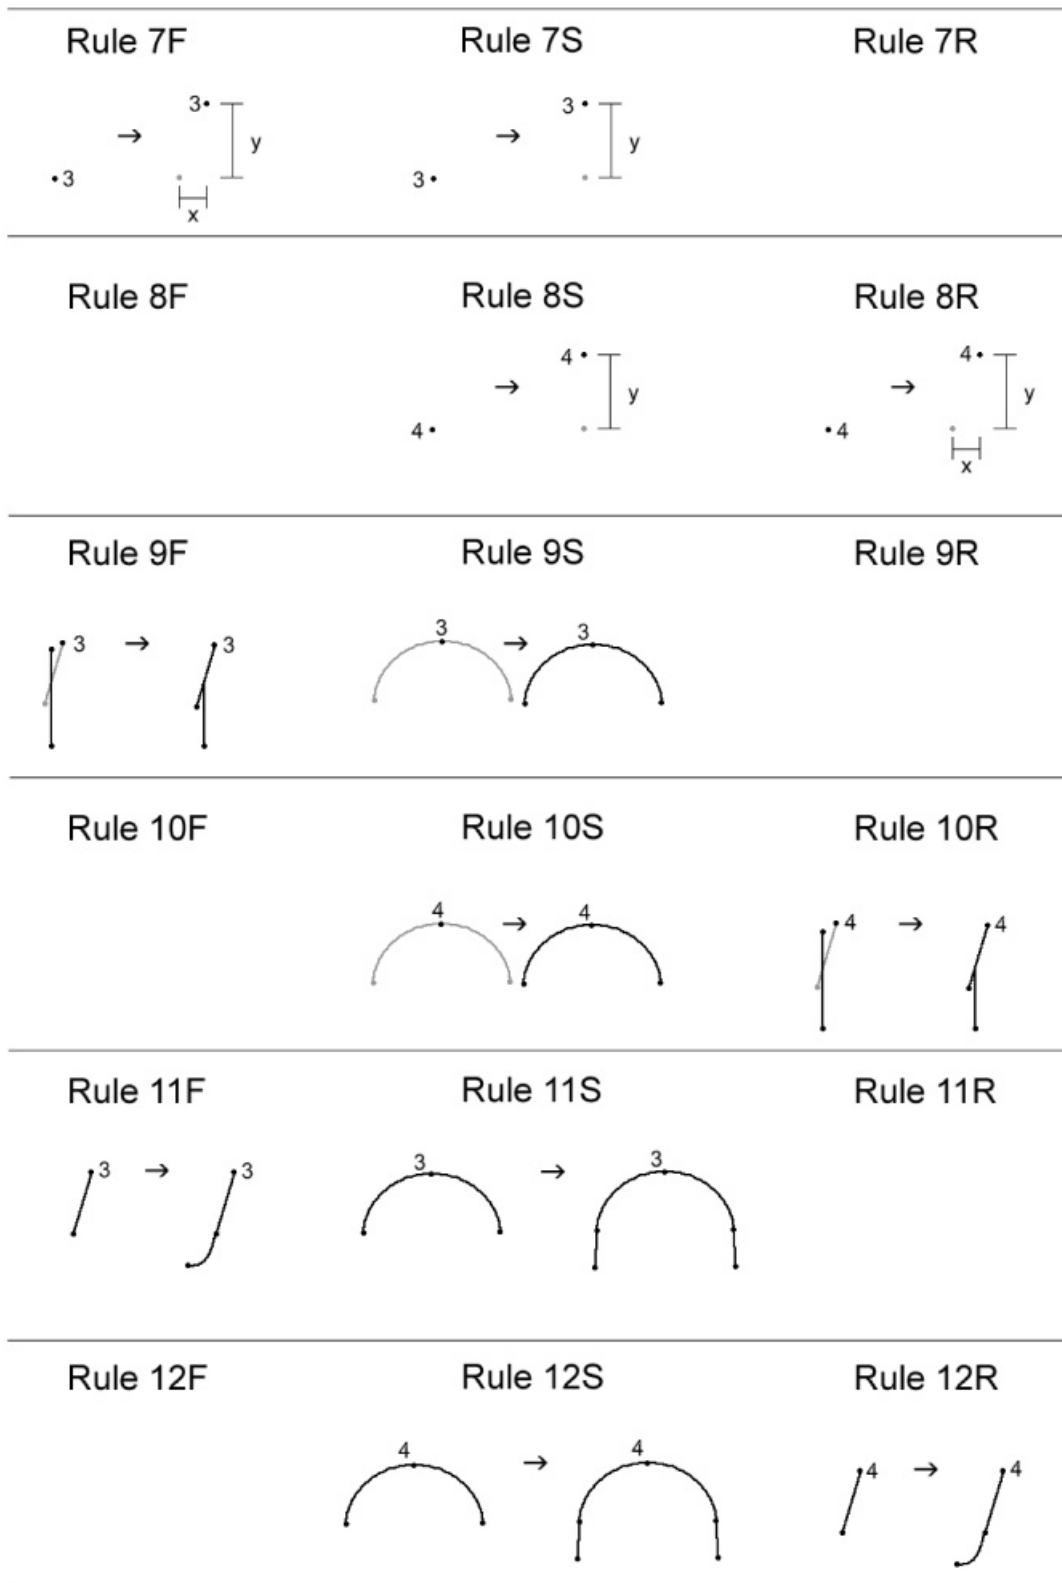 Rule 7F Rule 7S Rule 7R
3 3
y y
3 3
x
Rule 8F Rule 8S Rule 8R
4 4
y y
4 4
x
Rule 9F Rule 9S Rule 9R
3 3 3 3
Rule 10F Rule 10S Rule 10R
4 4 4 4
Rule 11F Rule 11S Rule 11R
3 3 3 3
Rule 12F Rule 12S Rule 12R
4 4 4 4